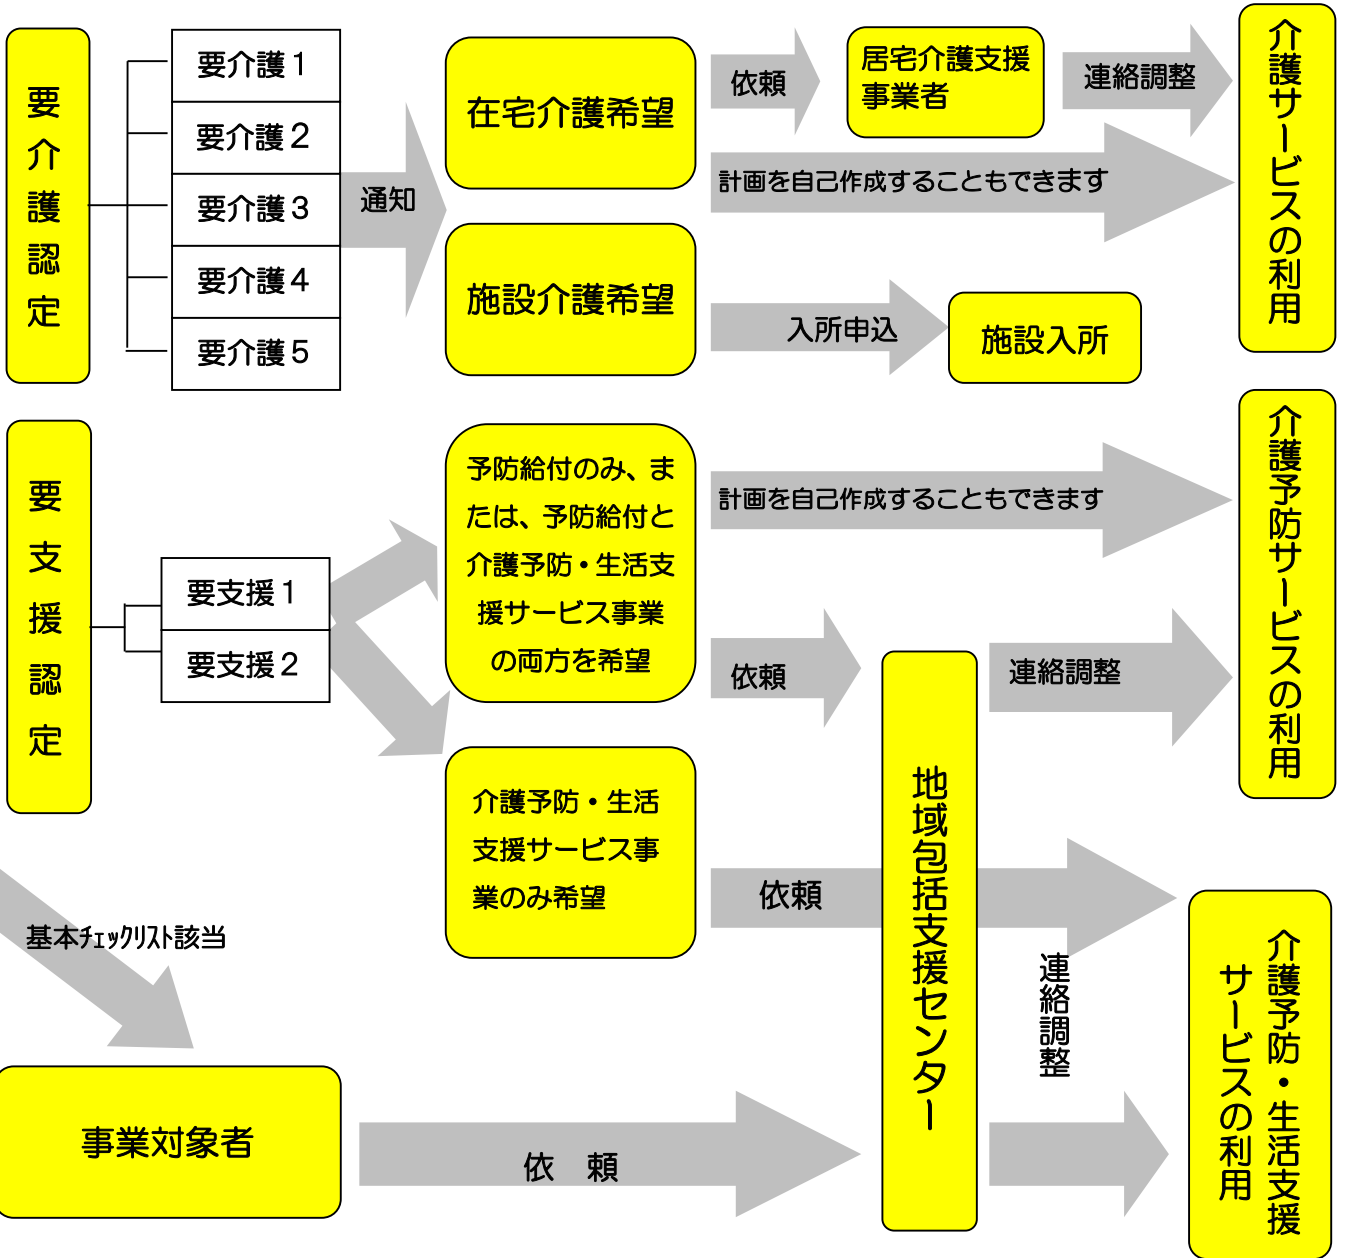 要介護認定
要介護1
要介護2
要介護3
要介護4
要介護5
通知
在宅介護希望
依頼
居宅介護支援
事業者
連絡調整
計画を自己作成することもできます
介護サービスの利用
施設介護希望
入所申込
施設入所
要支援認定
要支援1
要支援2
予防給付のみ、ま
たは、予防給付と
介護予防・生活支
援サービス事業
の両方を希望
計画を自己作成することもできます
依頼
連絡調整
介護予防サービスの利用
介護予防・生活
支援サービス事
業のみ希望
依頼
地域包括支援センター
連絡調整
介護予防・生活支援
サービスの利用
基本チェックリスト該当
事業対象者
依　頼